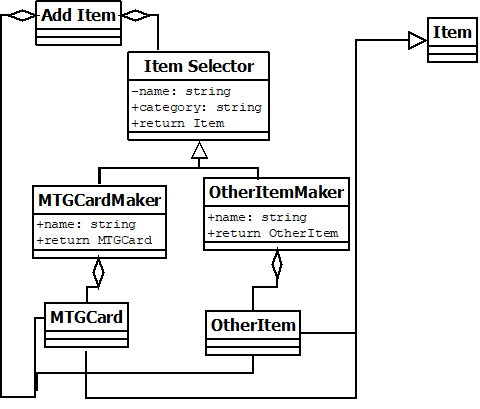 Add Item
Item
Item Selector
-name: string
+category: string
+return Item
MTGCardMaker
+name: string
+return MTGCard
OtherItemMaker
+name: string
+return OtherItem
MTGCard
OtherItem